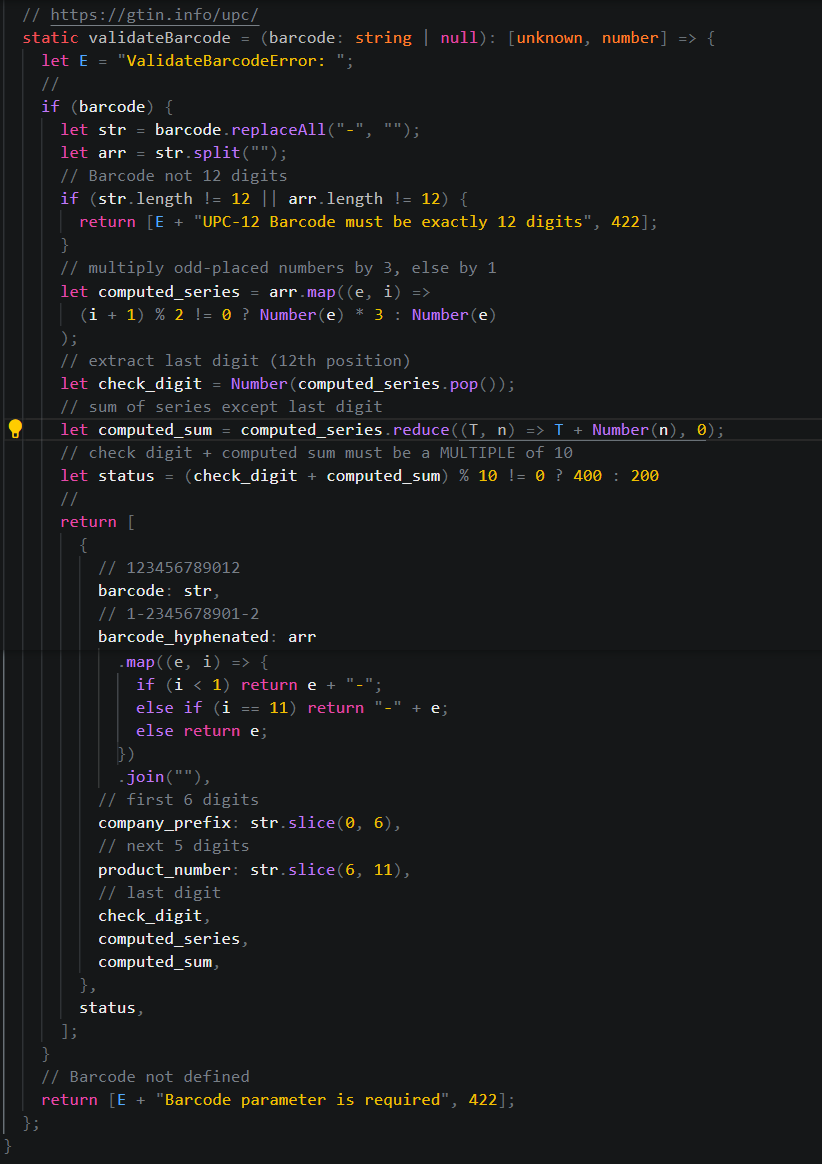 // https://gtin.info/upc/
static validateBarcode = (barcode: string | null): [unknown, number] => {
let E = "ValidateBarcodeError: ";
//
if (barcode) {
let str = barcode.replaceAll("-", "");
let arr = str.split("");
// Barcode not 12 digits
if (str.length != 12 || arr.length != 12) {
return [E + "UPC-12 Barcode must be exactly 12 digits", 422];
}
// multiply odd-placed numbers by 3, else by 1
let computed_series = arr.map((e, i) =>
(i + 1) % 2 != 0 ? Number(e) * 3 : Number(e)
);
// extract last digit (12th position)
let check_digit = Number(computed_series.pop());
// sum of series except last digit
let computed_sum = computed_series.reduce((T, n) => T + Number(n), 0);
// check digit + computed sum must be a MULTIPLE of 10
let status = (check_digit + computed_sum) % 10 != 0 ? 400 : 200
//
return [
{
// 123456789012
barcode: str,
// 1-2345678901-2
barcode_hyphenated: arr
.map((e, i) => {
if (i < 1) return e + "-";
else if (i == 11) return "-" + e;
else return e;
})
.join(""),
// first 6 digits
company_prefix: str.slice(0, 6),
// next 5 digits
product_number: str.slice(6, 11),
// last digit
check_digit,
computed_series,
computed_sum,
},
status,
];
}
// Barcode not defined
return [E + "Barcode parameter is required", 422];
};
}